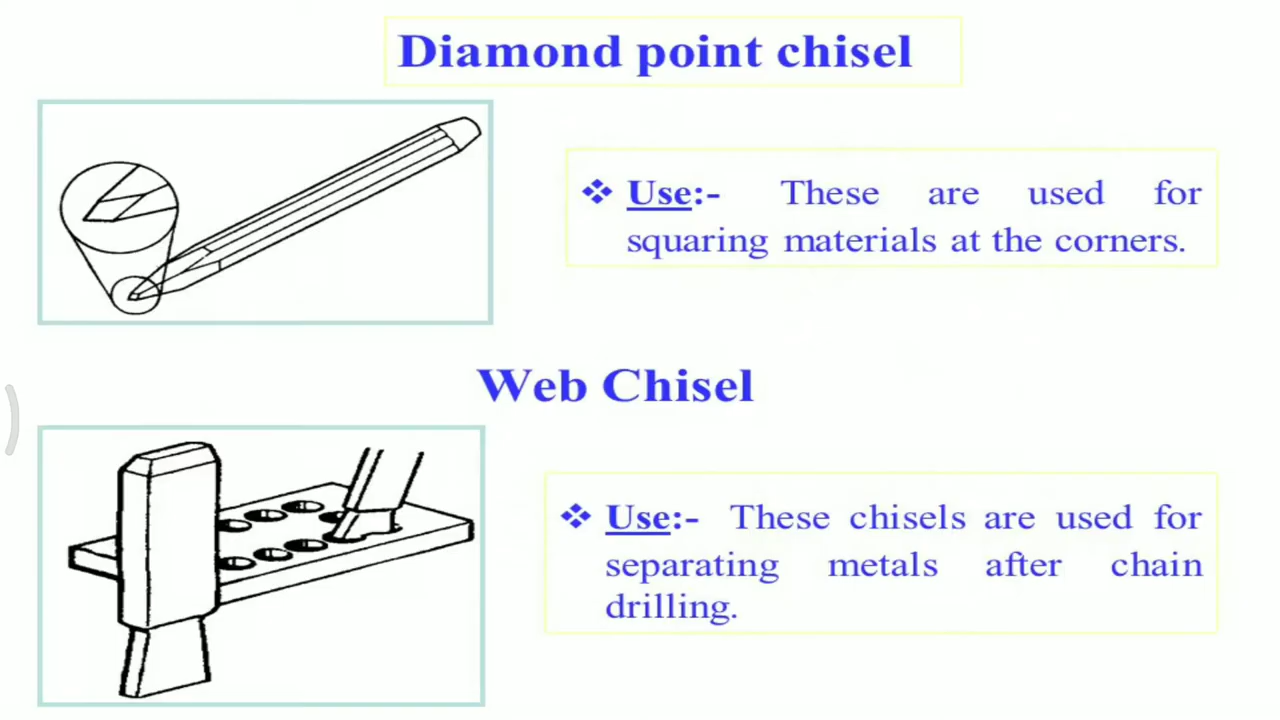 Diamond point chisel
❖ Use:- These are used for
squaring materials at the corners.
Web Chisel
❖ Use:- These chisels are used for
separating metals after chain
drilling.